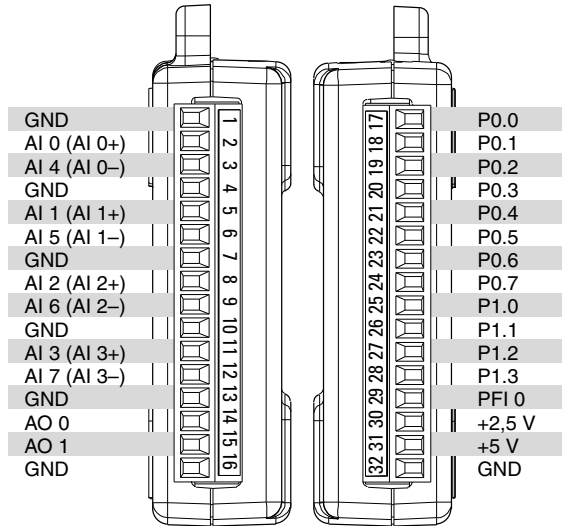 GND 1
AI 0 (AI 0+) 2
AI 4 (AI 0–) 3
GND 4
AI 1 (AI 1+) 5
AI 5 (AI 1–) 6
GND 7
AI 2 (AI 2+) 8
AI 6 (AI 2–) 9
GND 10
AI 3 (AI 3+) 11
AI 7 (AI 3–) 12
GND 13
AO 0 14
AO 1 15
GND 16
17 P0.0
18 P0.1
19 P0.2
20 P0.3
21 P0.4
22 P0.5
23 P0.6
24 P0.7
25 P1.0
26 P1.1
27 P1.2
28 P1.3
29 PFI 0
30 +2,5 V
31 +5 V
32 GND